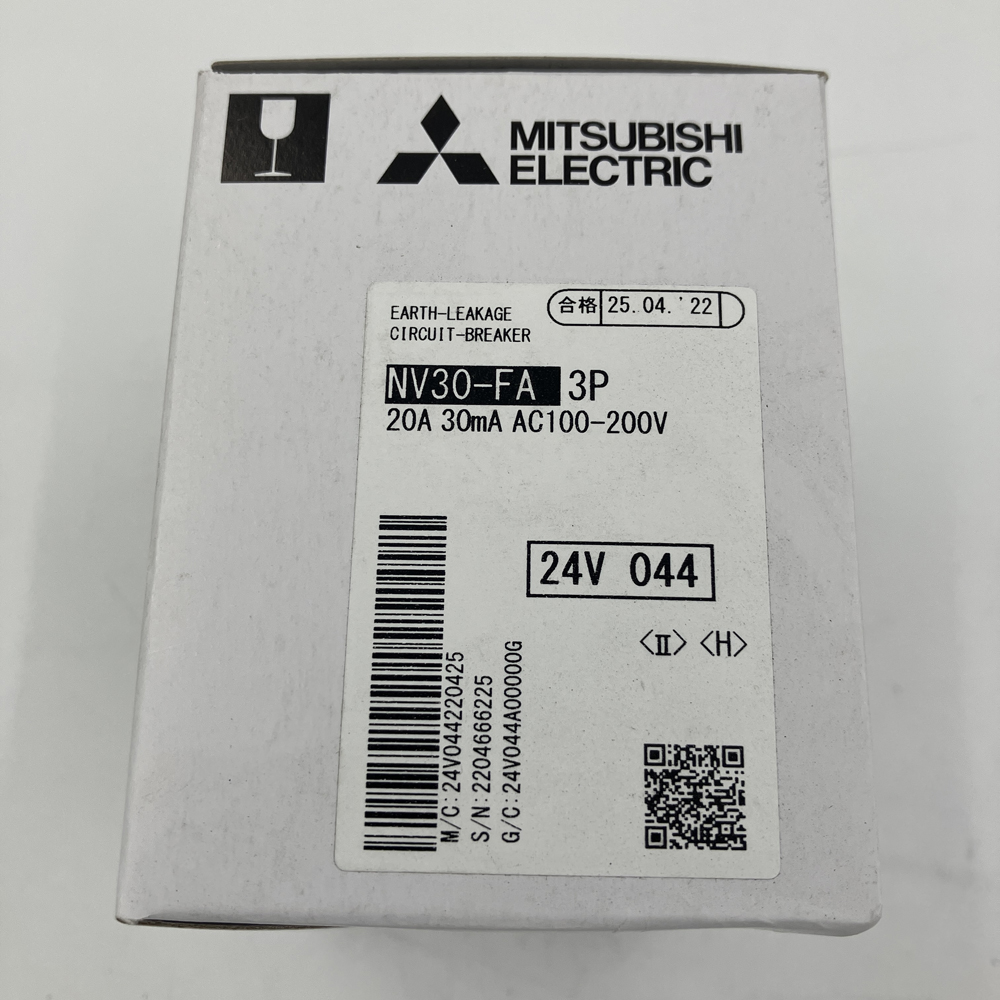 MITSUBISHI
ELECTRIC
EARTH-LEAKAGE
CIRCUIT-BREAKER
合格 25.04.'22
NV30-FA 3P
20A 30mA AC100-200V
24V 044
〈Ⅱ〉〈H〉
M/C:24V044220425
S/N:2204666225
G/C:24V044A00000G